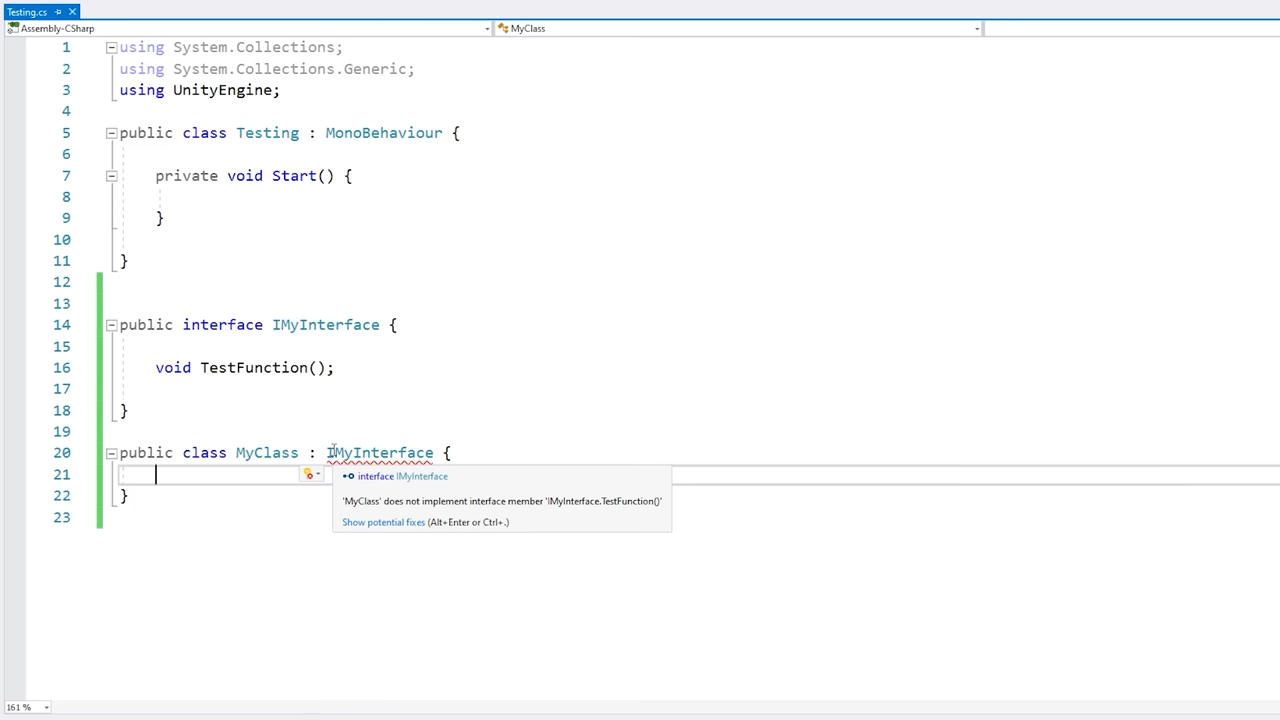 Testing.cs
Assembly-CSharp
MyClass
1 using System.Collections;
2 using System.Collections.Generic;
3 using UnityEngine;
4
5 public class Testing : MonoBehaviour {
6
7 private void Start() {
8
9 }
10
11 }
12
13
14 public interface IMyInterface {
15
16 void TestFunction();
17
18 }
19
20 public class MyClass : IMyInterface {
21
interface IMyInterface
22 }
'MyClass' does not implement interface member 'IMyInterface.TestFunction()'
23
Show potential fixes (Alt+Enter or Ctrl+.)
161 %